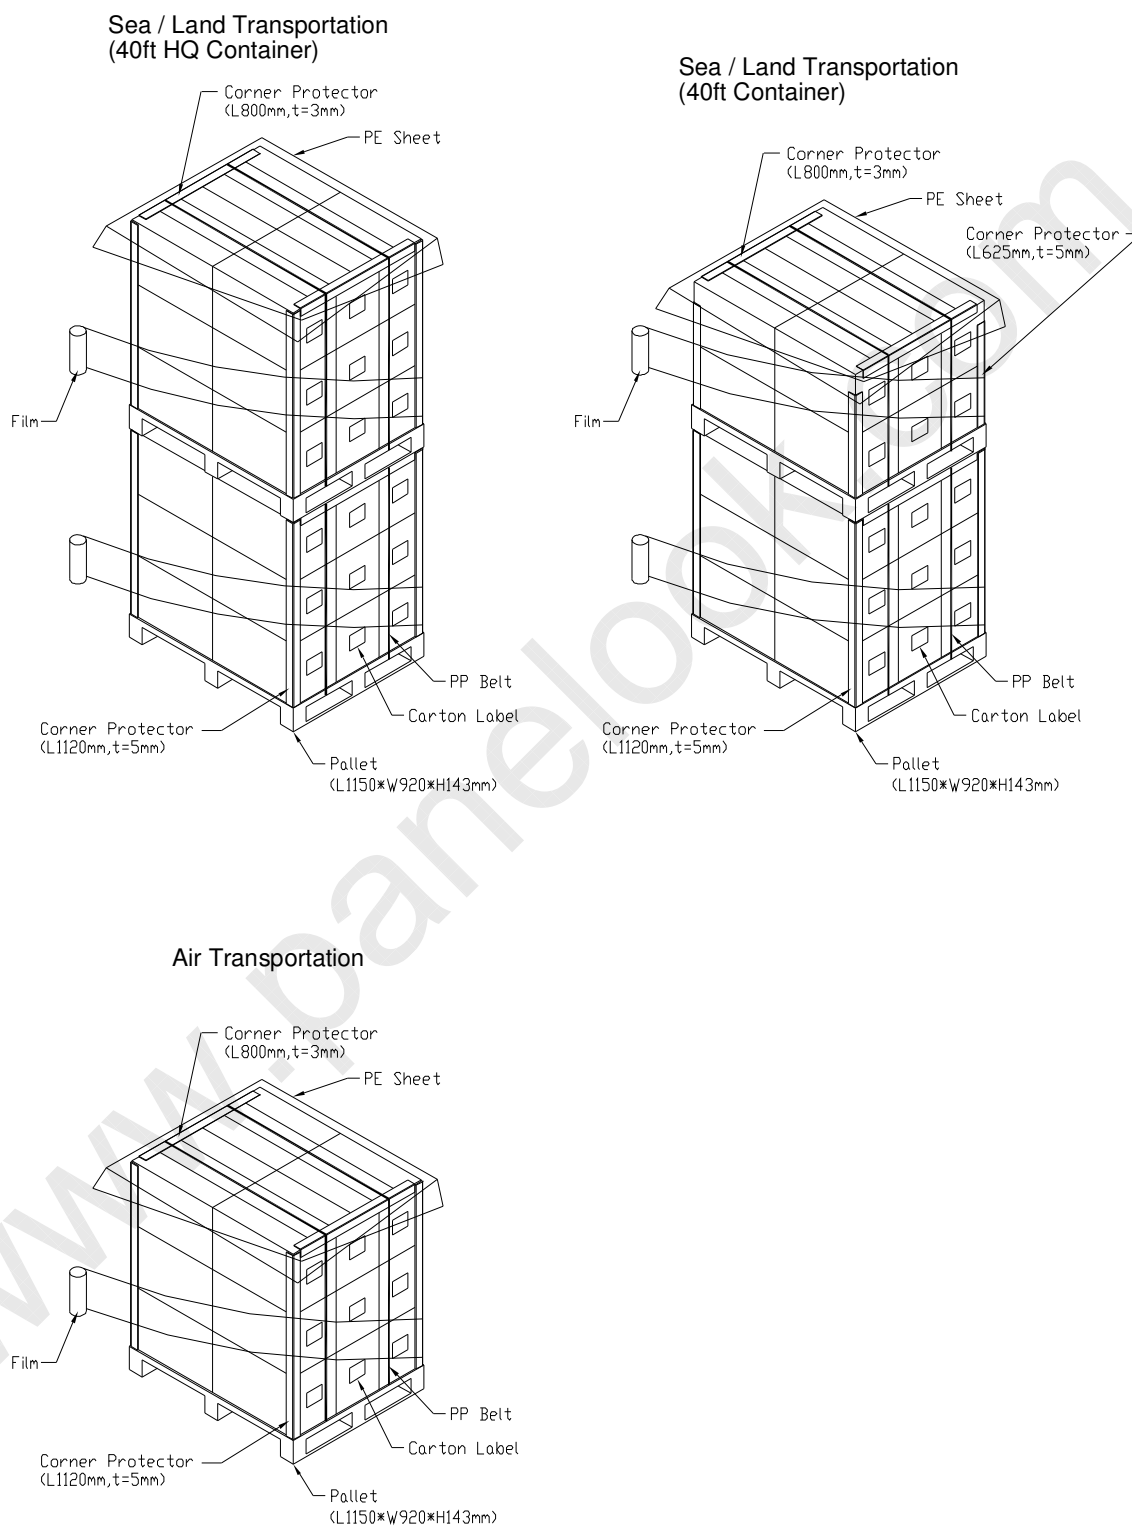 Sea / Land Transportation
(40ft HQ Container)
Corner Protector
(L800mm,t=3mm)
PE Sheet
Film
PP Belt
Carton Label
Corner Protector
(L1120mm,t=5mm)
Pallet
(L1150*W920*H143mm)
Sea / Land Transportation
(40ft Container)
Corner Protector
(L800mm,t=3mm)
PE Sheet
Corner Protector
(L625mm,t=5mm)
Film
PP Belt
Carton Label
Corner Protector
(L1120mm,t=5mm)
Pallet
(L1150*W920*H143mm)
Air Transportation
Corner Protector
(L800mm,t=3mm)
PE Sheet
Film
PP Belt
Carton Label
Corner Protector
(L1120mm,t=5mm)
Pallet
(L1150*W920*H143mm)
www.panelook.com